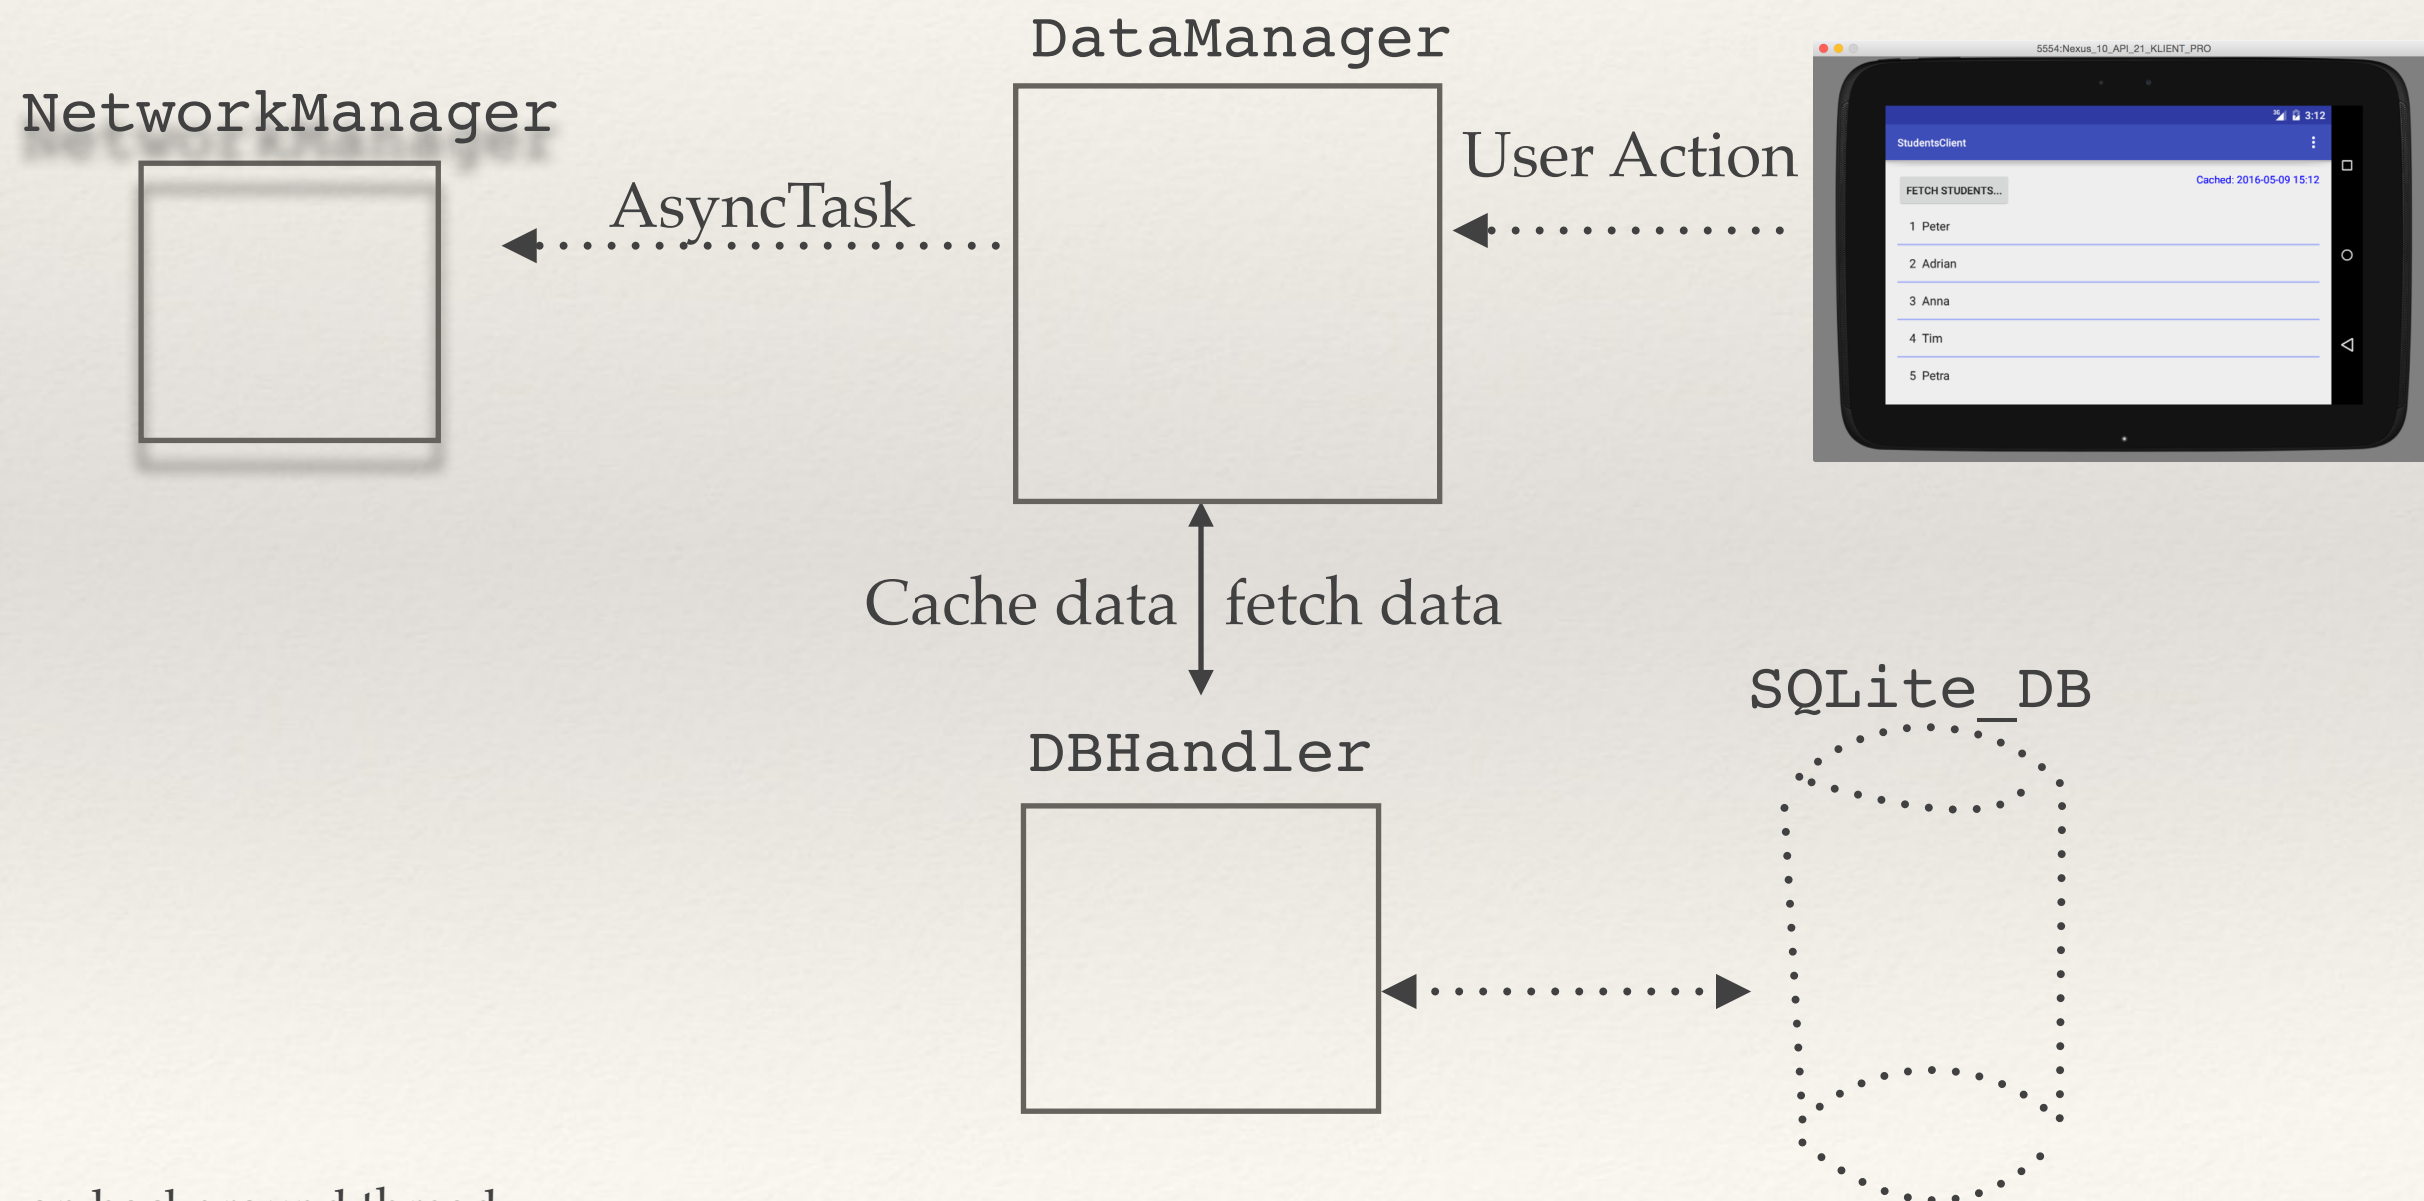 DataManager
NetworkManager
AsyncTask
User Action
5554:Nexus_10_API_21_KLIENT_PRO
3:12
StudentsClient
FETCH STUDENTS...
Cached: 2016-05-09 15:12
1 Peter
2 Adrian
3 Anna
4 Tim
5 Petra
Cache data
fetch data
SQLite_DB
DBHandler